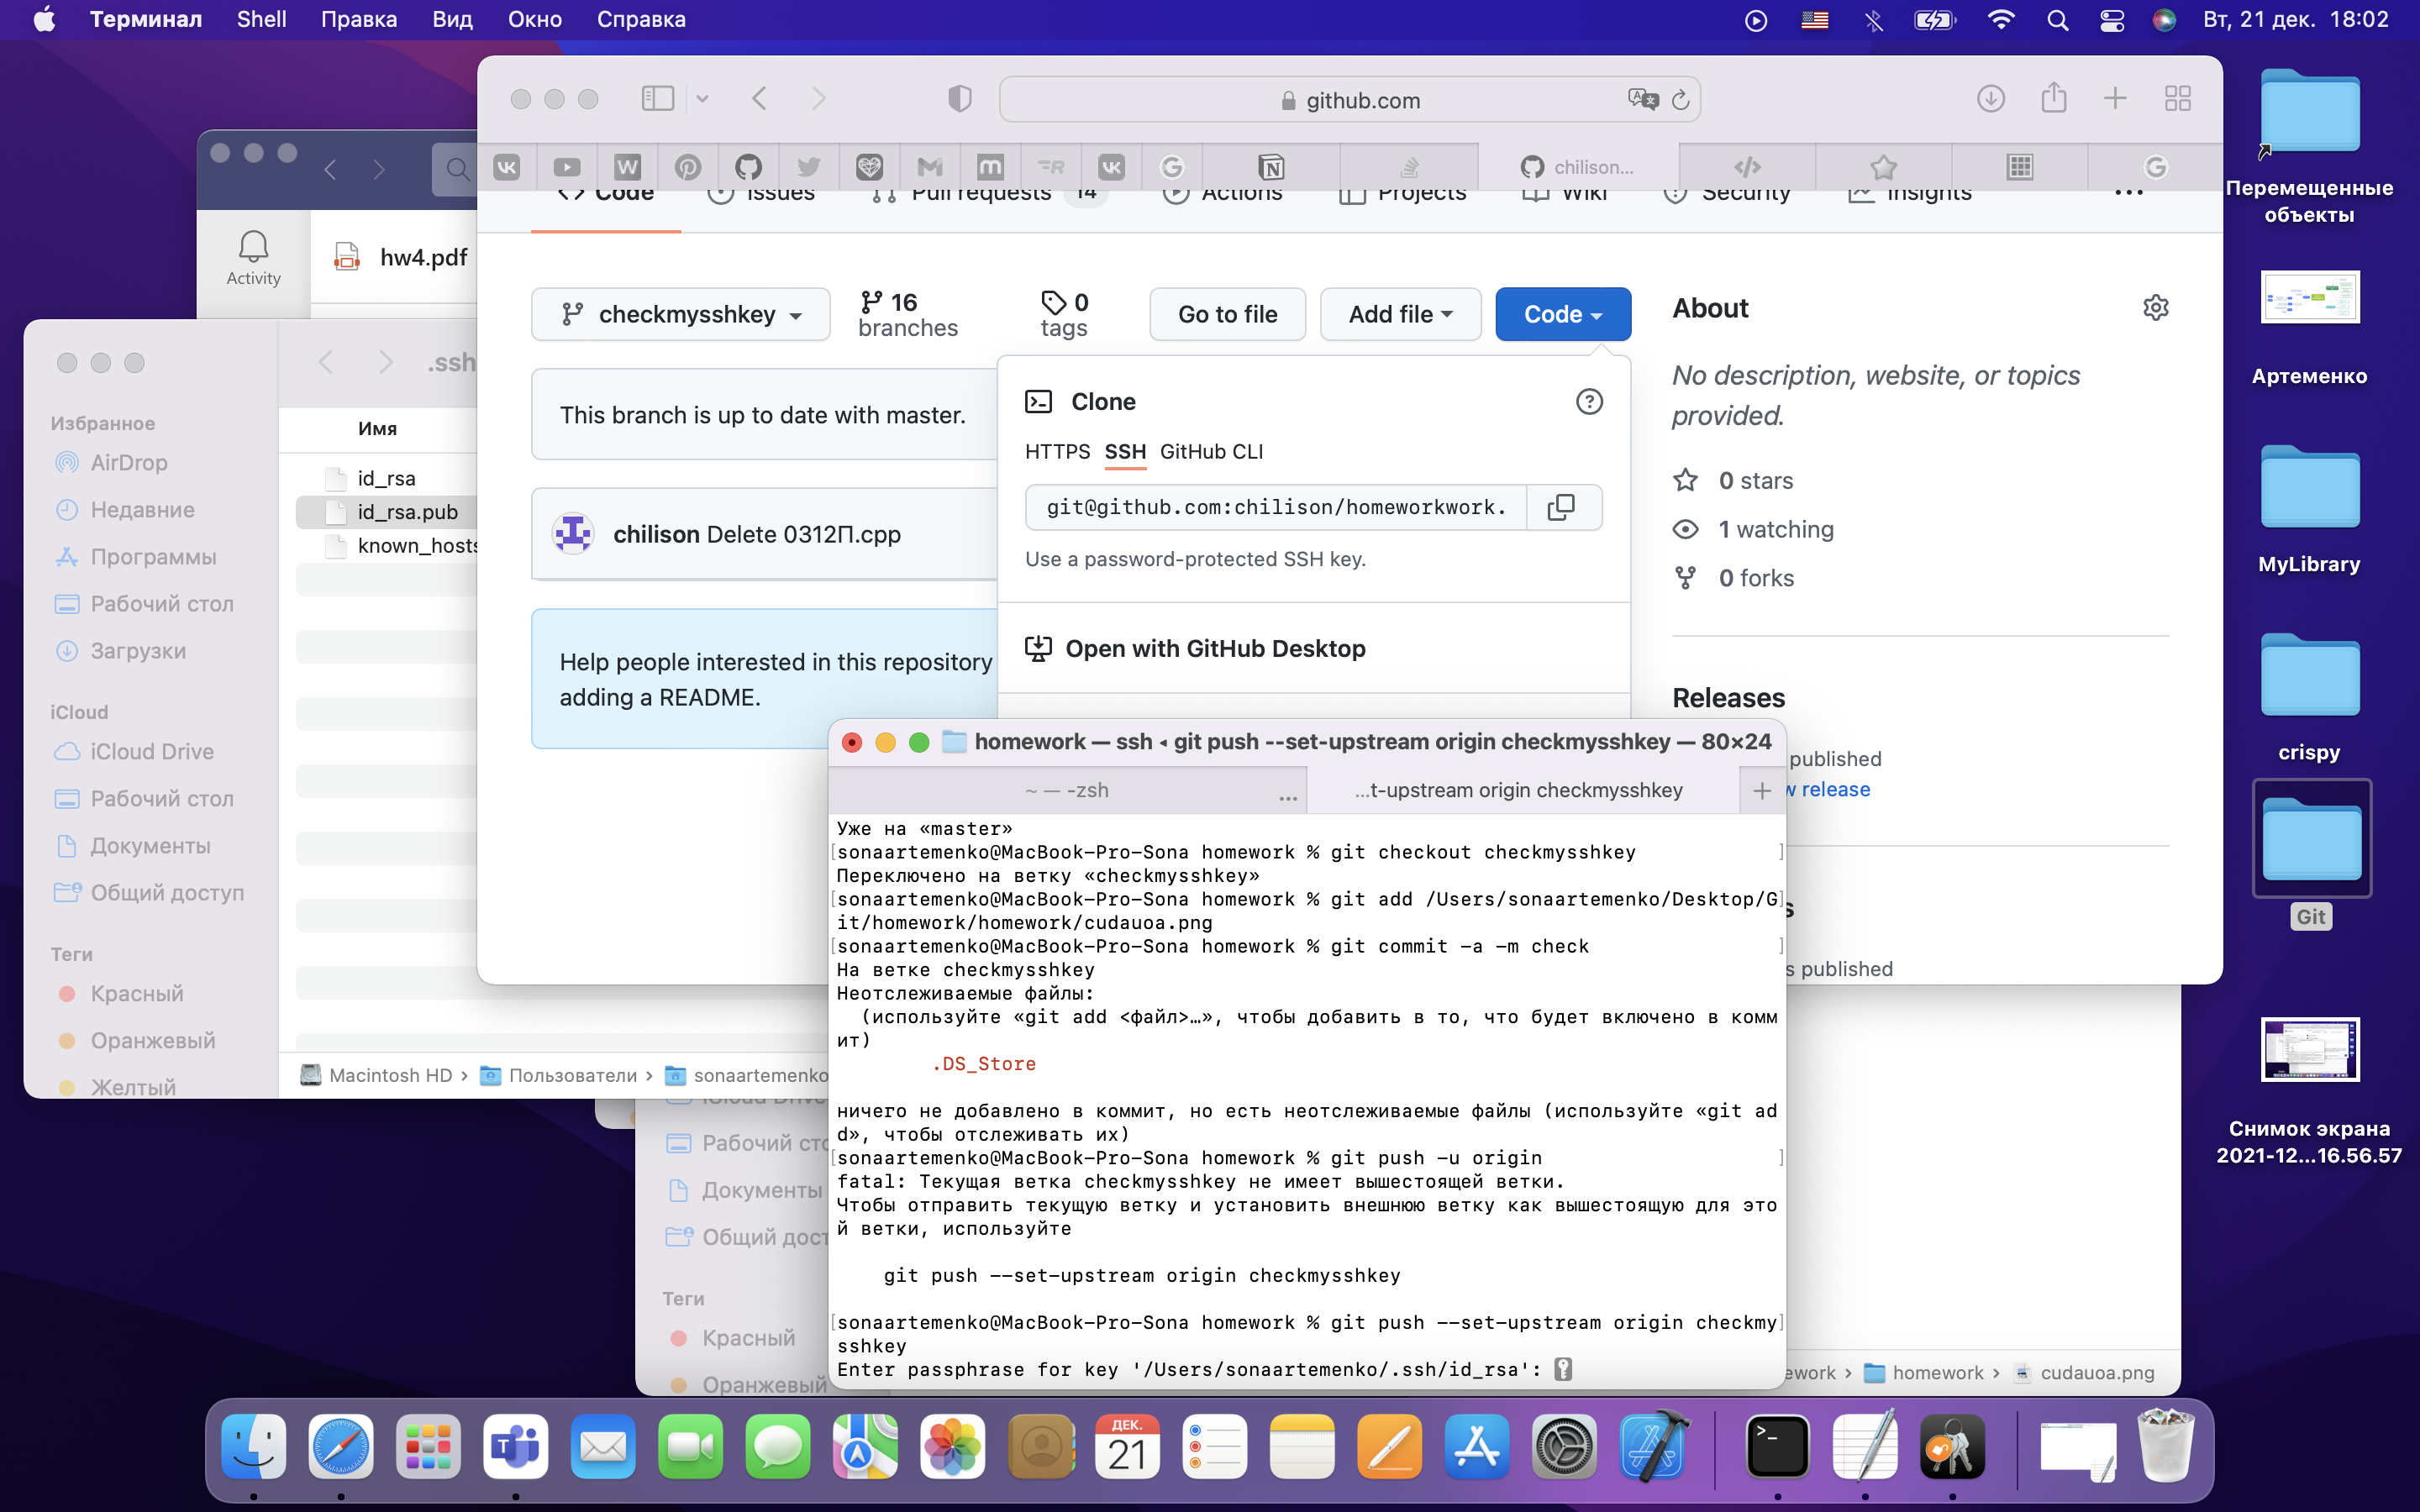 Терминал Shell Правка Вид Окно Справка Вт, 21 дек. 18:02
github.com
chilison...
Code Issues Pull requests 14 Actions Projects Wiki Security Insights ...
Activity
hw4.pdf
checkmysshkey
16
branches
0
tags
Go to file
Add file
Code
This branch is up to date with master.
chilison Delete 0312П.cpp
Help people interested in this repository
adding a README.
Clone
HTTPS SSH GitHub CLI
git@github.com:chilison/homeworkwork.
Use a password-protected SSH key.
Open with GitHub Desktop
About
No description, website, or topics
provided.
0 stars
1 watching
0 forks
Releases
published
release
s published
.ssh
Избранное
AirDrop
Недавние
Программы
Рабочий стол
Загрузки
iCloud
iCloud Drive
Рабочий стол
Документы
Общий доступ
Теги
Красный
Оранжевый
Желтый
Имя
id_rsa
id_rsa.pub
known_hosts
Macintosh HD › Пользователи › sonaartemenko
iCloud Drive
Рабочий сто
Документы
Общий дост
Теги
Красный
Оранжевый
homework — ssh ◂ git push --set-upstream origin checkmysshkey — 80×24
~ — -zsh ...
...t-upstream origin checkmysshkey
Уже на «master»
[sonaartemenko@MacBook-Pro-Sona homework % git checkout checkmysshkey ]
Переключено на ветку «checkmysshkey»
[sonaartemenko@MacBook-Pro-Sona homework % git add /Users/sonaartemenko/Desktop/G]
it/homework/homework/cudauoa.png
[sonaartemenko@MacBook-Pro-Sona homework % git commit -a -m check ]
На ветке checkmysshkey
Неотслеживаемые файлы:
(используйте «git add <файл>…», чтобы добавить в то, что будет включено в комм
ит)
.DS_Store
ничего не добавлено в коммит, но есть неотслеживаемые файлы (используйте «git ad
d», чтобы отслеживать их)
[sonaartemenko@MacBook-Pro-Sona homework % git push -u origin ]
fatal: Текущая ветка checkmysshkey не имеет вышестоящей ветки.
Чтобы отправить текущую ветку и установить внешнюю ветку как вышестоящую для это
й ветки, используйте
git push --set-upstream origin checkmysshkey
[sonaartemenko@MacBook-Pro-Sona homework % git push --set-upstream origin checkmy]
sshkey
Enter passphrase for key '/Users/sonaartemenko/.ssh/id_rsa':
ework › homework › cudauoa.png
Перемещенные
объекты
Артеменко
MyLibrary
crispy
Git
Снимок экрана
2021-12...16.56.57
ДЕК.
21